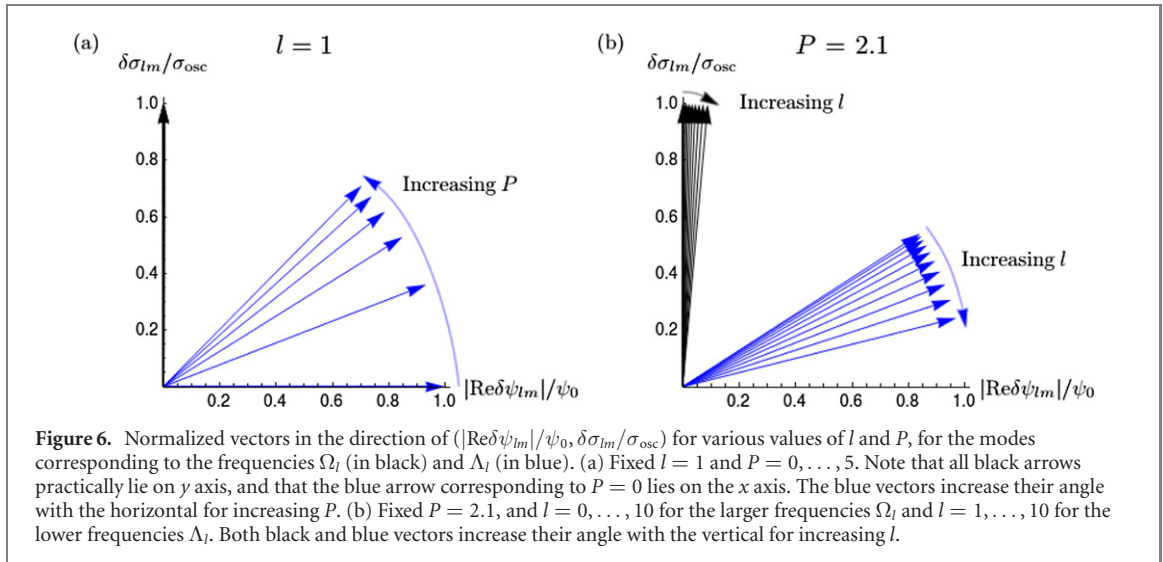 (a) l = 1
δσlm/σosc
1.0
0.8
0.6
0.4
0.2
0.2 0.4 0.6 0.8 1.0
Increasing P
|Reδψlm|/ψ0
(b) P = 2.1
δσlm/σosc
1.0
0.8
0.6
0.4
0.2
0.2 0.4 0.6 0.8 1.0
Increasing l
Increasing l
|Reδψlm|/ψ0
Figure 6. Normalized vectors in the direction of (|Reδψlm|/ψ0, δσlm/σosc) for various values of l and P, for the modes
corresponding to the frequencies Ωl (in black) and Λl (in blue). (a) Fixed l = 1 and P = 0, . . . , 5. Note that all black arrows
practically lie on y axis, and that the blue arrow corresponding to P = 0 lies on the x axis. The blue vectors increase their angle
with the horizontal for increasing P. (b) Fixed P = 2.1, and l = 0, . . . , 10 for the larger frequencies Ωl and l = 1, . . . , 10 for the
lower frequencies Λl. Both black and blue vectors increase their angle with the vertical for increasing l.